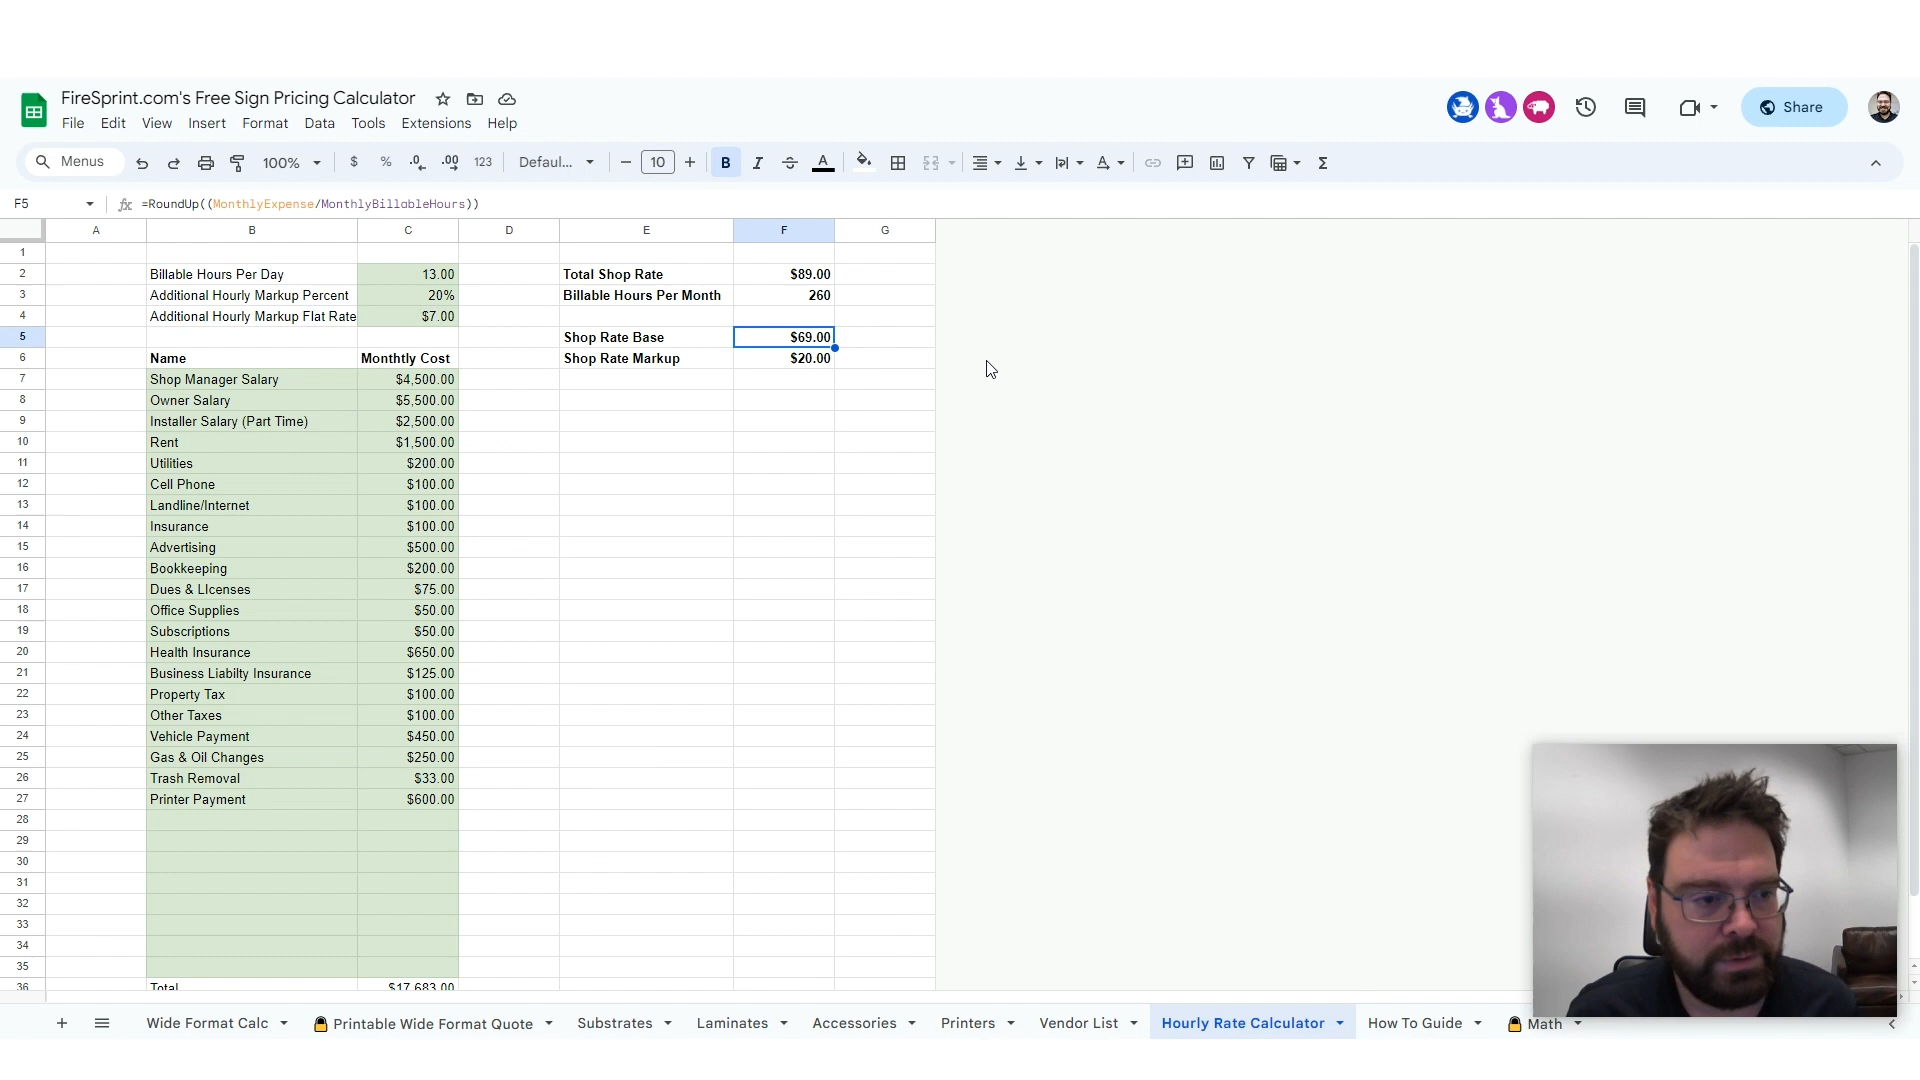 FireSprint.com's Free Sign Pricing Calculator
File Edit View Insert Format Data Tools Extensions Help
Share
Menus 100% $ % .0 .00 123 Defaul... 10 B I A Σ
F5 fx =RoundUp((MonthlyExpense/MonthlyBillableHours))
A B C D E F G
1
2 Billable Hours Per Day 13.00 Total Shop Rate $89.00
3 Additional Hourly Markup Percent 20% Billable Hours Per Month 260
4 Additional Hourly Markup Flat Rate $7.00
5 Shop Rate Base $69.00
6 Name Monthtly Cost Shop Rate Markup $20.00
7 Shop Manager Salary $4,500.00
8 Owner Salary $5,500.00
9 Installer Salary (Part Time) $2,500.00
10 Rent $1,500.00
11 Utilities $200.00
12 Cell Phone $100.00
13 Landline/Internet $100.00
14 Insurance $100.00
15 Advertising $500.00
16 Bookkeeping $200.00
17 Dues & LIcenses $75.00
18 Office Supplies $50.00
19 Subscriptions $50.00
20 Health Insurance $650.00
21 Business Liabilty Insurance $125.00
22 Property Tax $100.00
23 Other Taxes $100.00
24 Vehicle Payment $450.00
25 Gas & Oil Changes $250.00
26 Trash Removal $33.00
27 Printer Payment $600.00
28
29
30
31
32
33
34
35
36 Total $17,683.00
Wide Format Calc Printable Wide Format Quote Substrates Laminates Accessories Printers Vendor List Hourly Rate Calculator How To Guide Math